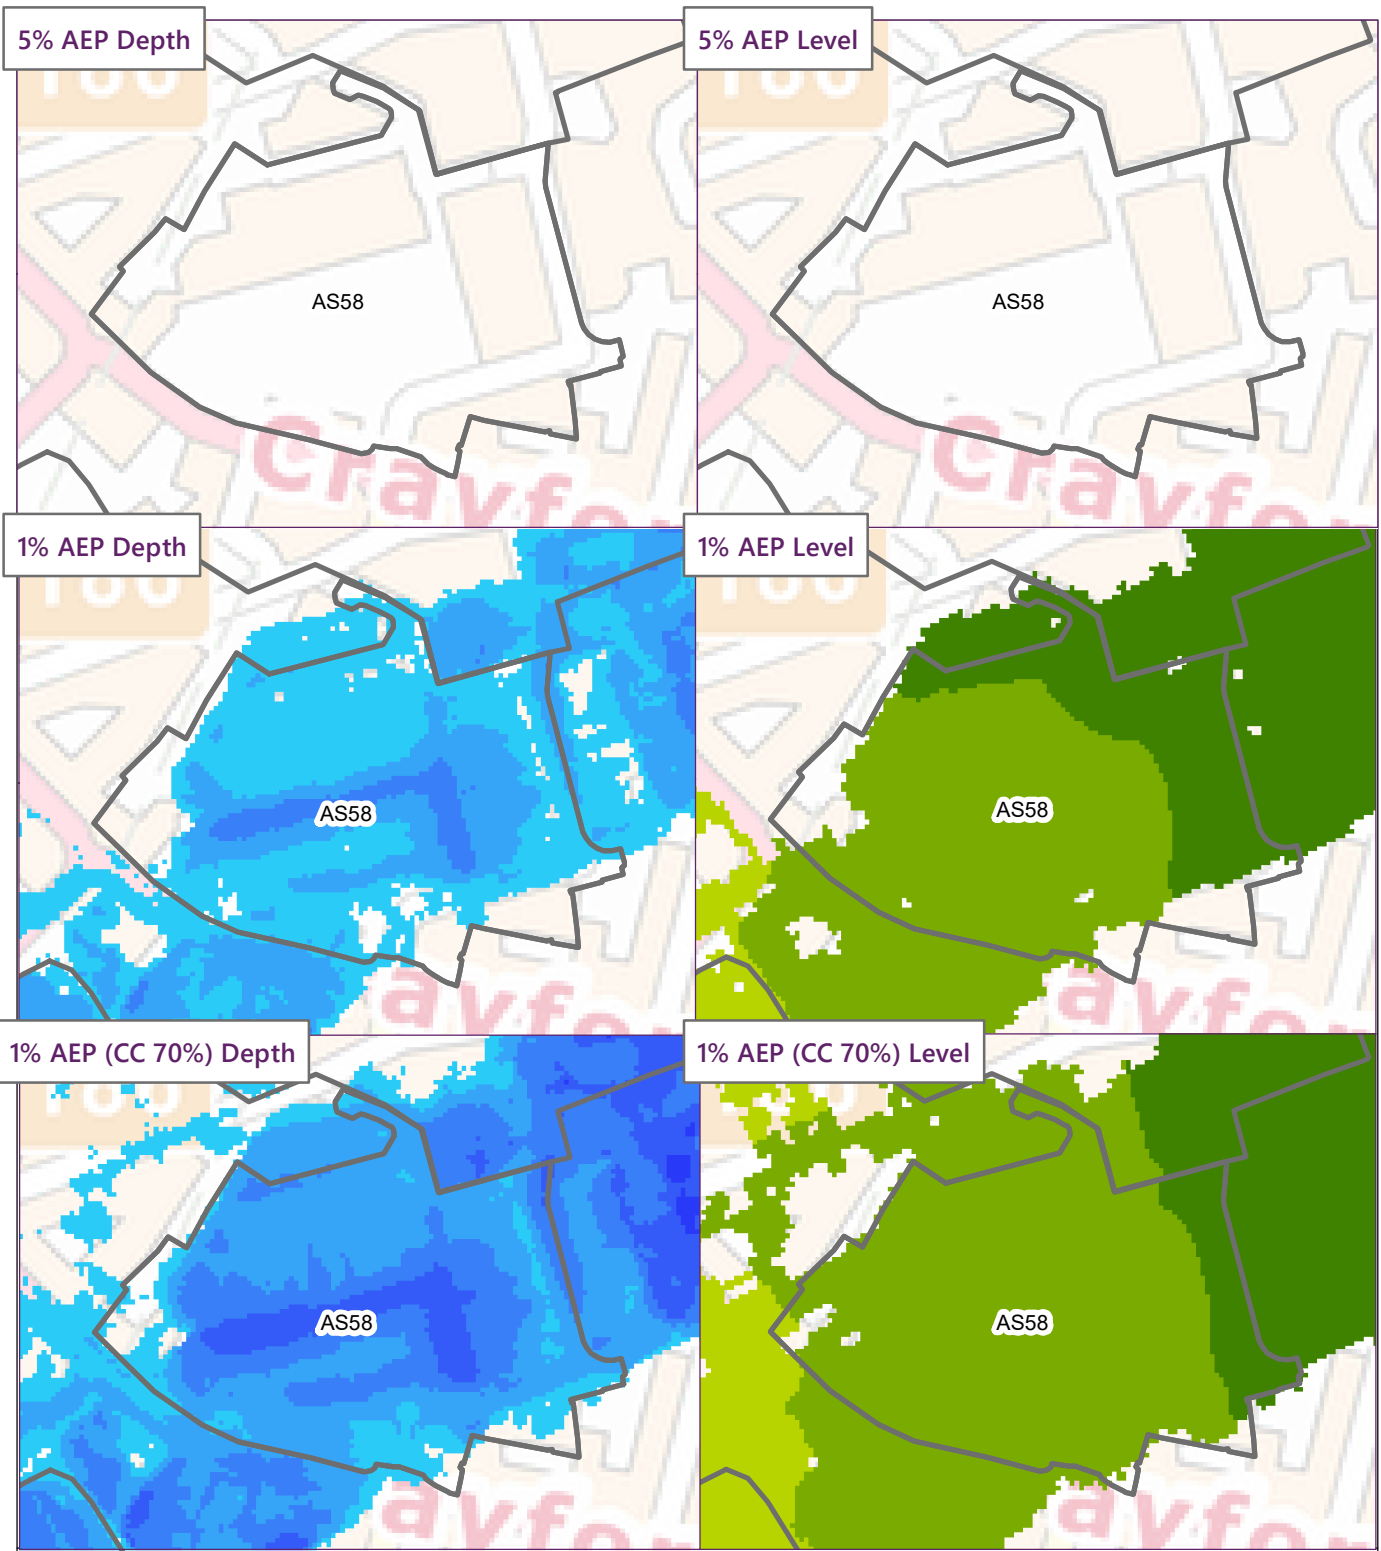 5% AEP Depth
5% AEP Level
AS58
AS58
1% AEP Depth
1% AEP Level
AS58
AS58
1% AEP (CC 70%) Depth
1% AEP (CC 70%) Level
AS58
AS58